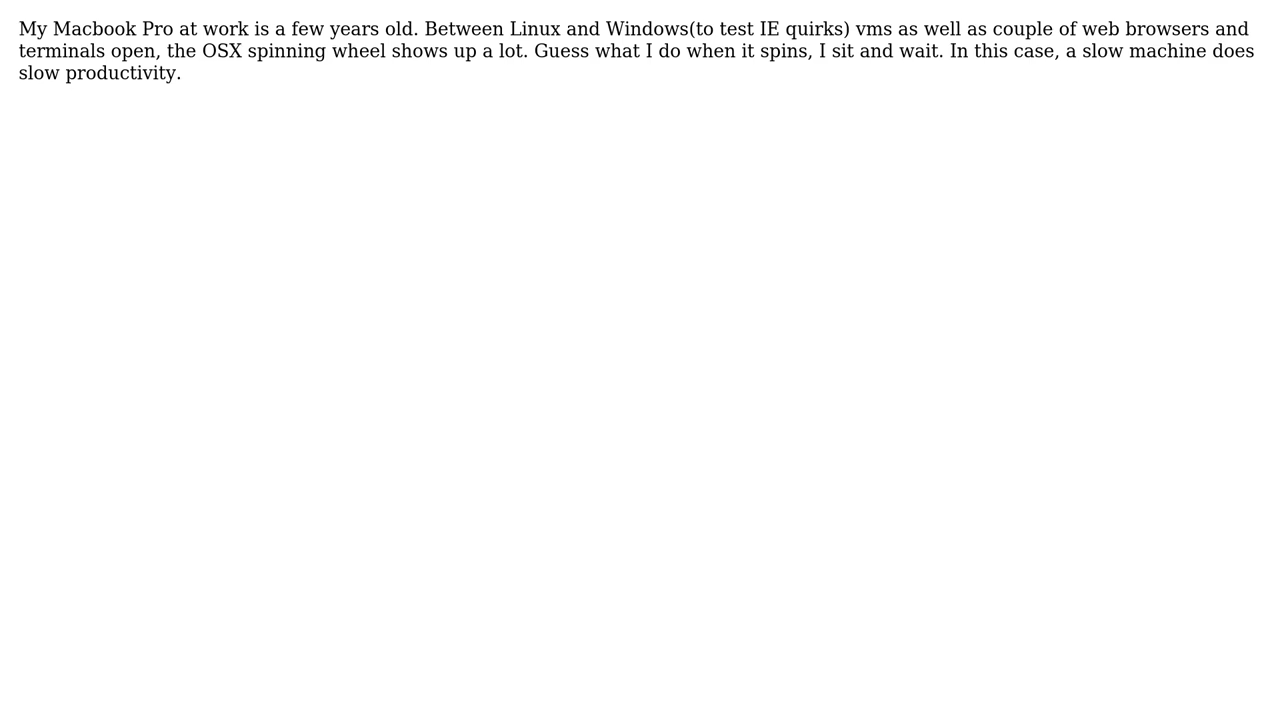 My Macbook Pro at work is a few years old. Between Linux and Windows(to test IE quirks) vms as well as couple of web browsers and
terminals open, the OSX spinning wheel shows up a lot. Guess what I do when it spins, I sit and wait. In this case, a slow machine does
slow productivity.